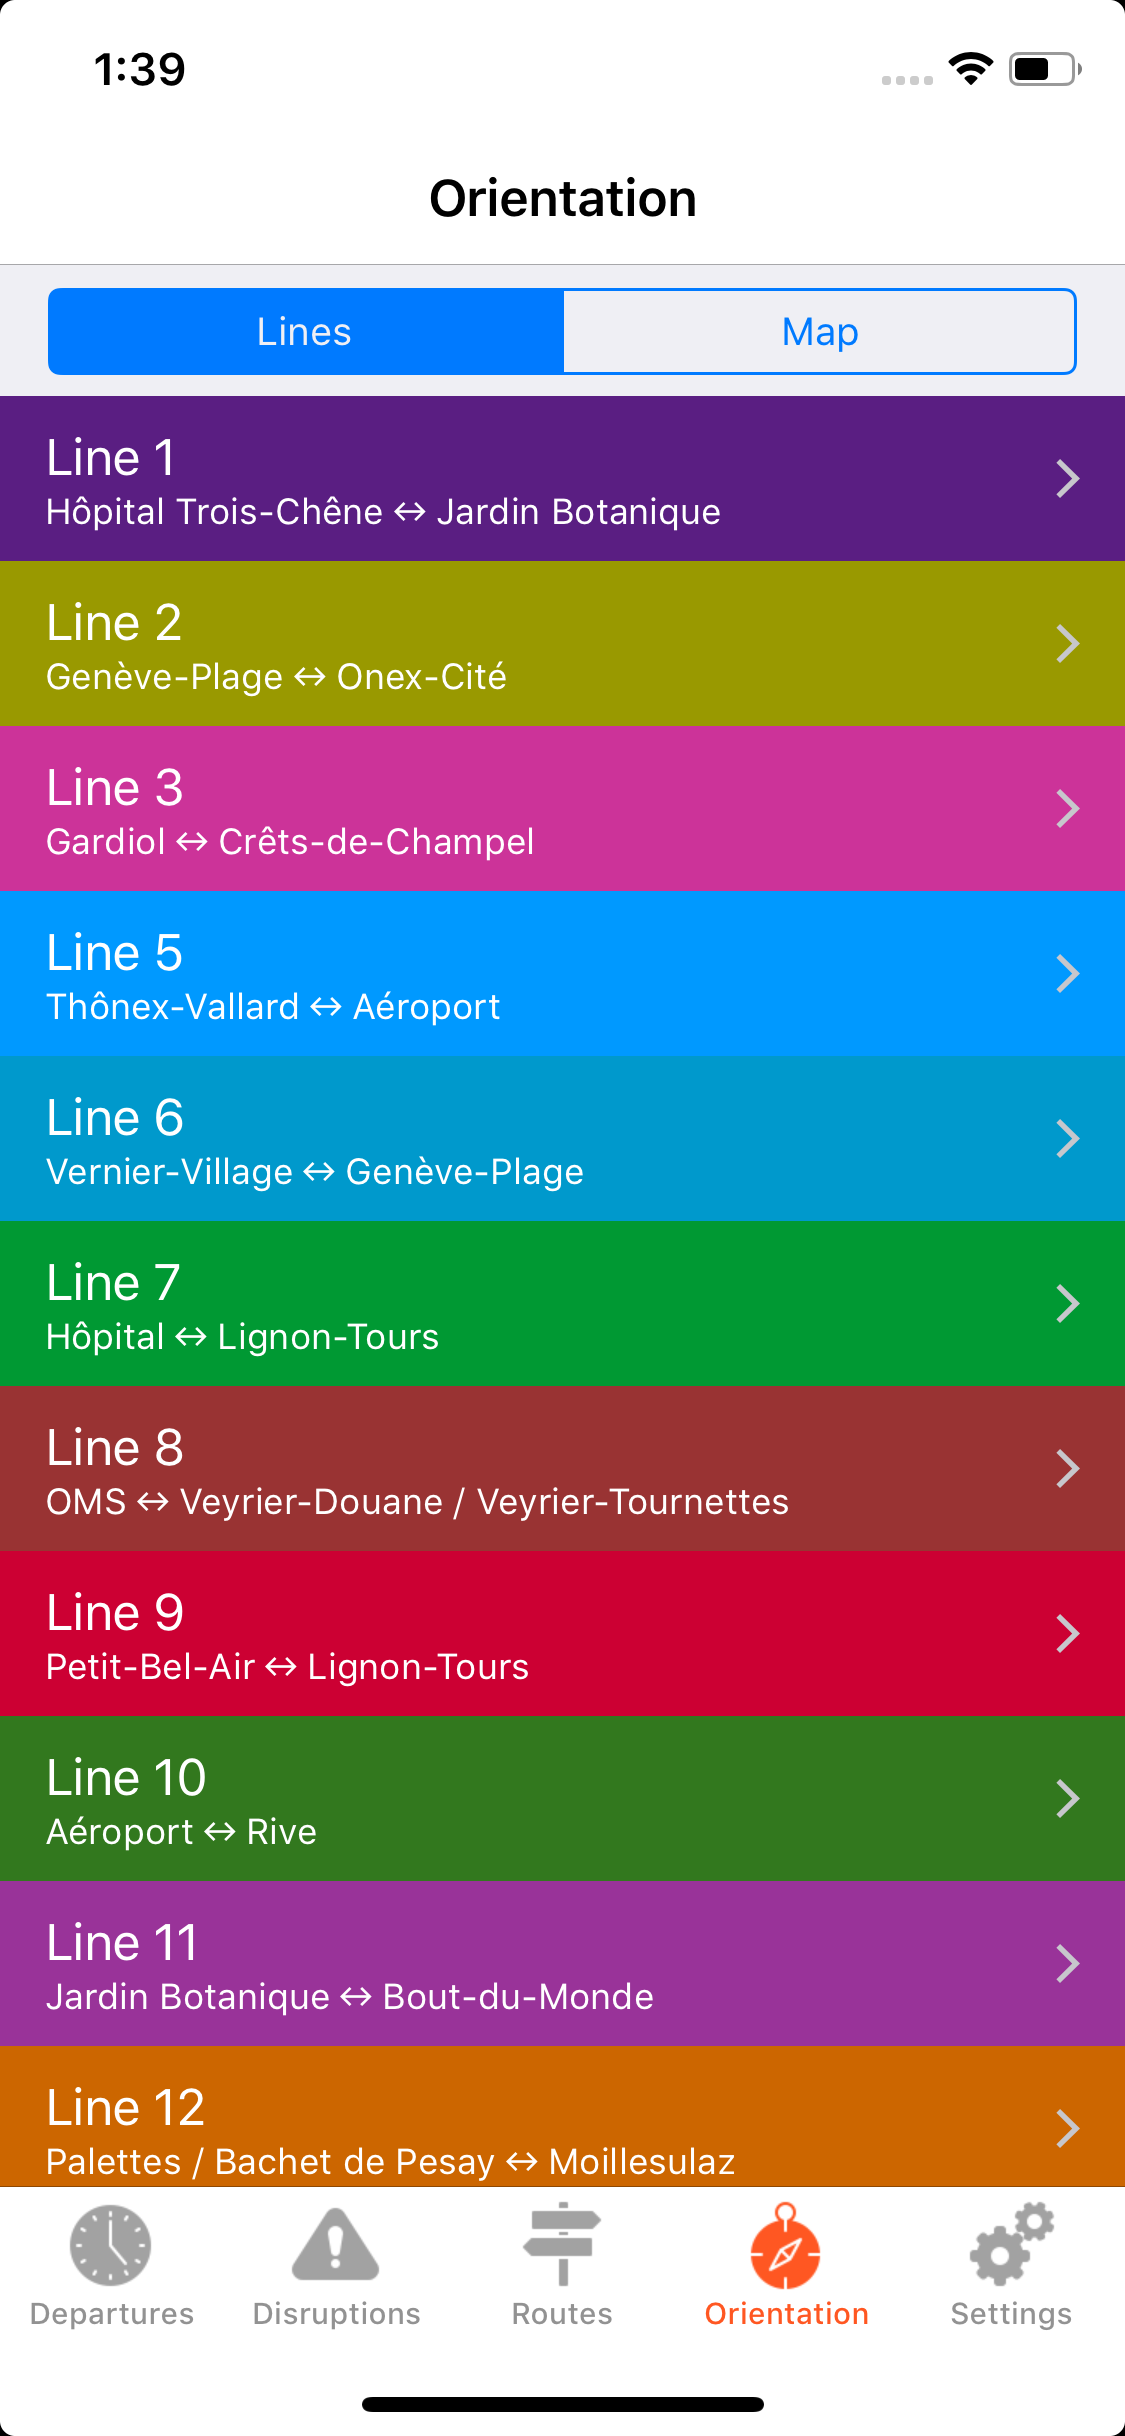 1:39
Orientation
Lines
Map
Line 1
Hôpital Trois-Chêne ↔ Jardin Botanique
Line 2
Genève-Plage ↔ Onex-Cité
Line 3
Gardiol ↔ Crêts-de-Champel
Line 5
Thônex-Vallard ↔ Aéroport
Line 6
Vernier-Village ↔ Genève-Plage
Line 7
Hôpital ↔ Lignon-Tours
Line 8
OMS ↔ Veyrier-Douane / Veyrier-Tournettes
Line 9
Petit-Bel-Air ↔ Lignon-Tours
Line 10
Aéroport ↔ Rive
Line 11
Jardin Botanique ↔ Bout-du-Monde
Line 12
Palettes / Bachet de Pesay ↔ Moillesulaz
Departures
Disruptions
Routes
Orientation
Settings